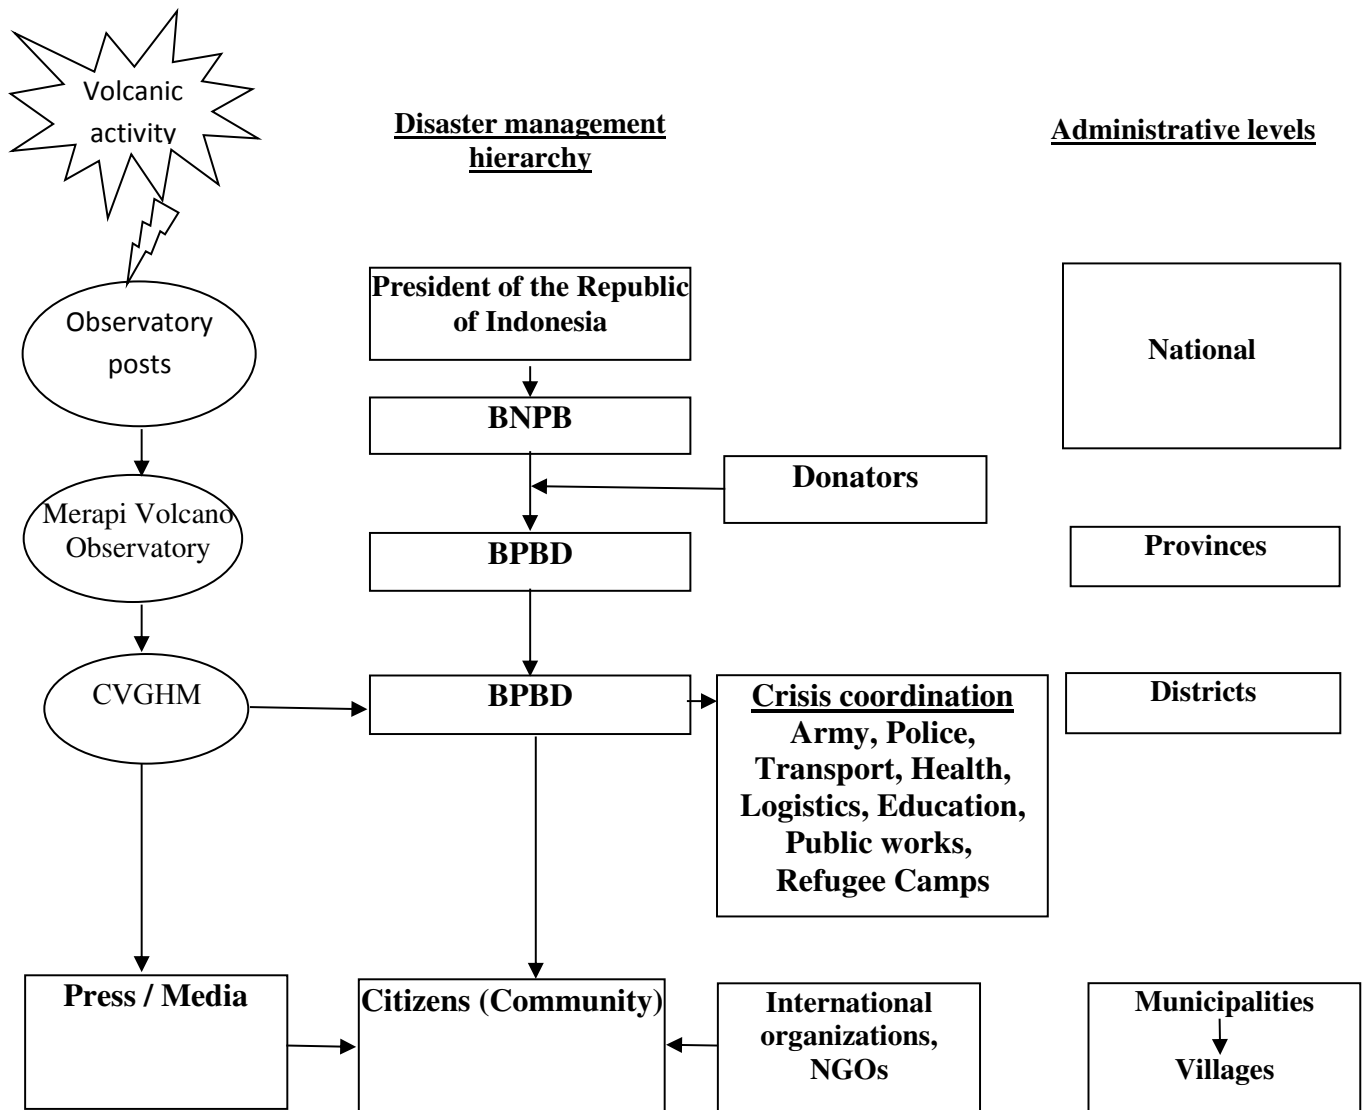 Volcanic
activity
Disaster management
hierarchy
Administrative levels
Observatory
posts
President of the Republic
of Indonesia
National
BNPB
Donators
Merapi Volcano
Observatory
BPBD
Provinces
CVGHM
BPBD
Crisis coordination
Army, Police,
Transport, Health,
Logistics, Education,
Public works,
Refugee Camps
Districts
Press / Media
Citizens (Community)
International
organizations,
NGOs
Municipalities
Villages